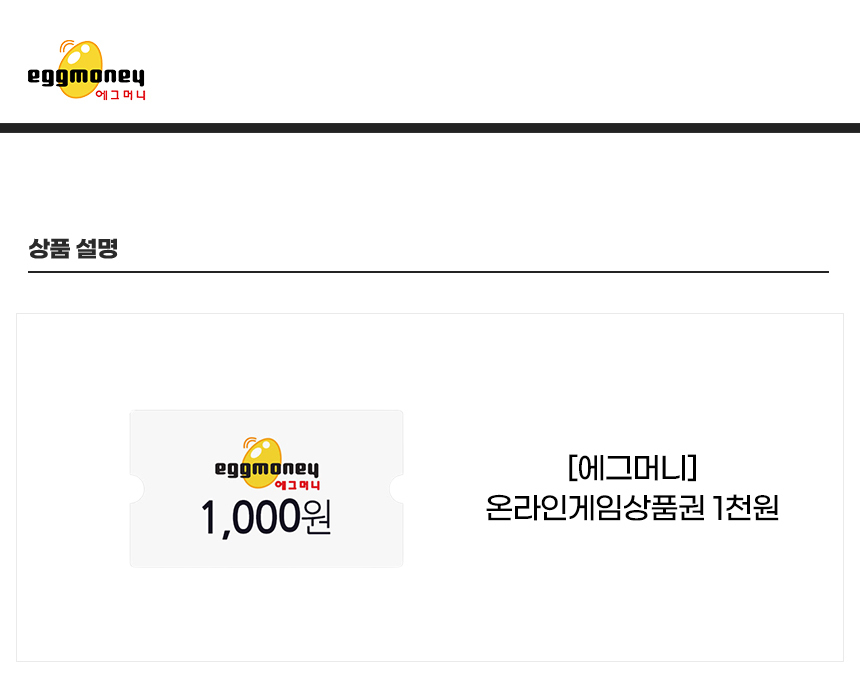 eggmoney
에그머니
상품 설명
eggmoney
에그머니
1,000원
[에그머니]
온라인게임상품권 1천원